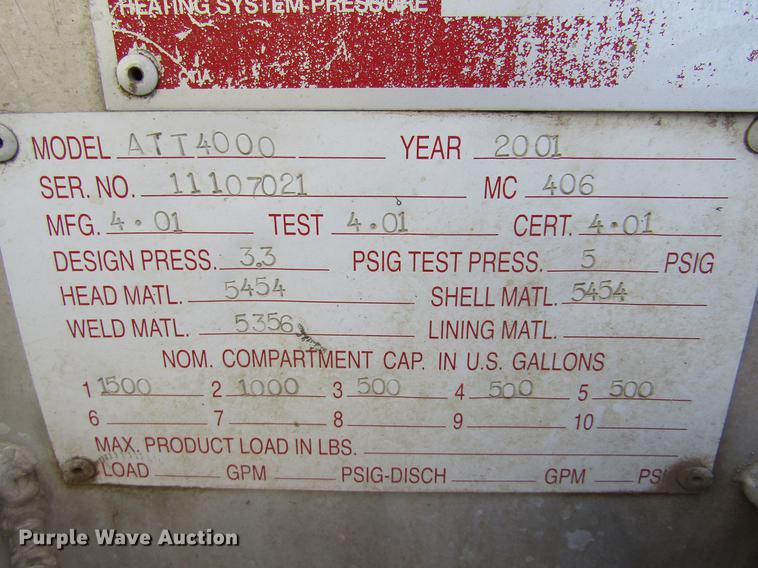 HEATING SYSTEM PRESSURE
MODEL ATT4000 YEAR 2001
SER. NO. 11107021 MC 406
MFG. 4·01 TEST 4·01 CERT. 4·01
DESIGN PRESS. 3.3 PSIG TEST PRESS. 5 PSIG
HEAD MATL. 5454 SHELL MATL. 5454
WELD MATL. 5356 LINING MATL.
NOM. COMPARTMENT CAP. IN U.S. GALLONS
1 1500 2 1000 3 500 4 500 5 500
6 7 8 9 10
MAX. PRODUCT LOAD IN LBS.
LOAD GPM PSIG-DISCH GPM
Purple Wave Auction